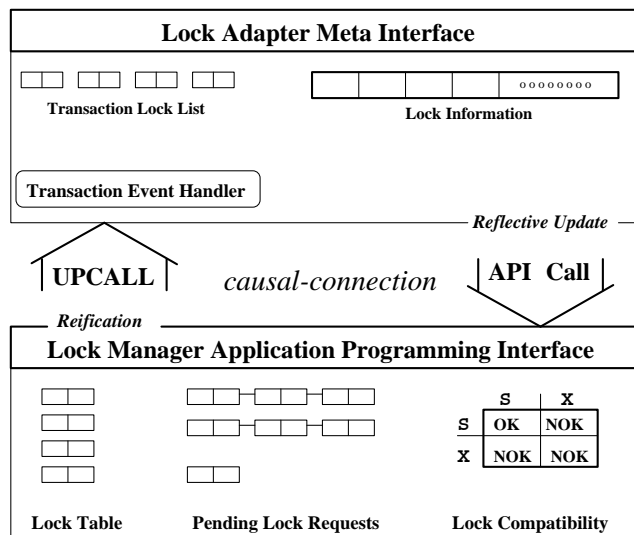 Lock Adapter Meta Interface
oooooooo
Transaction Lock List
Lock Information
Transaction Event Handler
Reflective Update
UPCALL
causal-connection
API Call
Reification
Lock Manager Application Programming Interface
S X
S OK NOK
X NOK NOK
Lock Table
Pending Lock Requests
Lock Compatibility